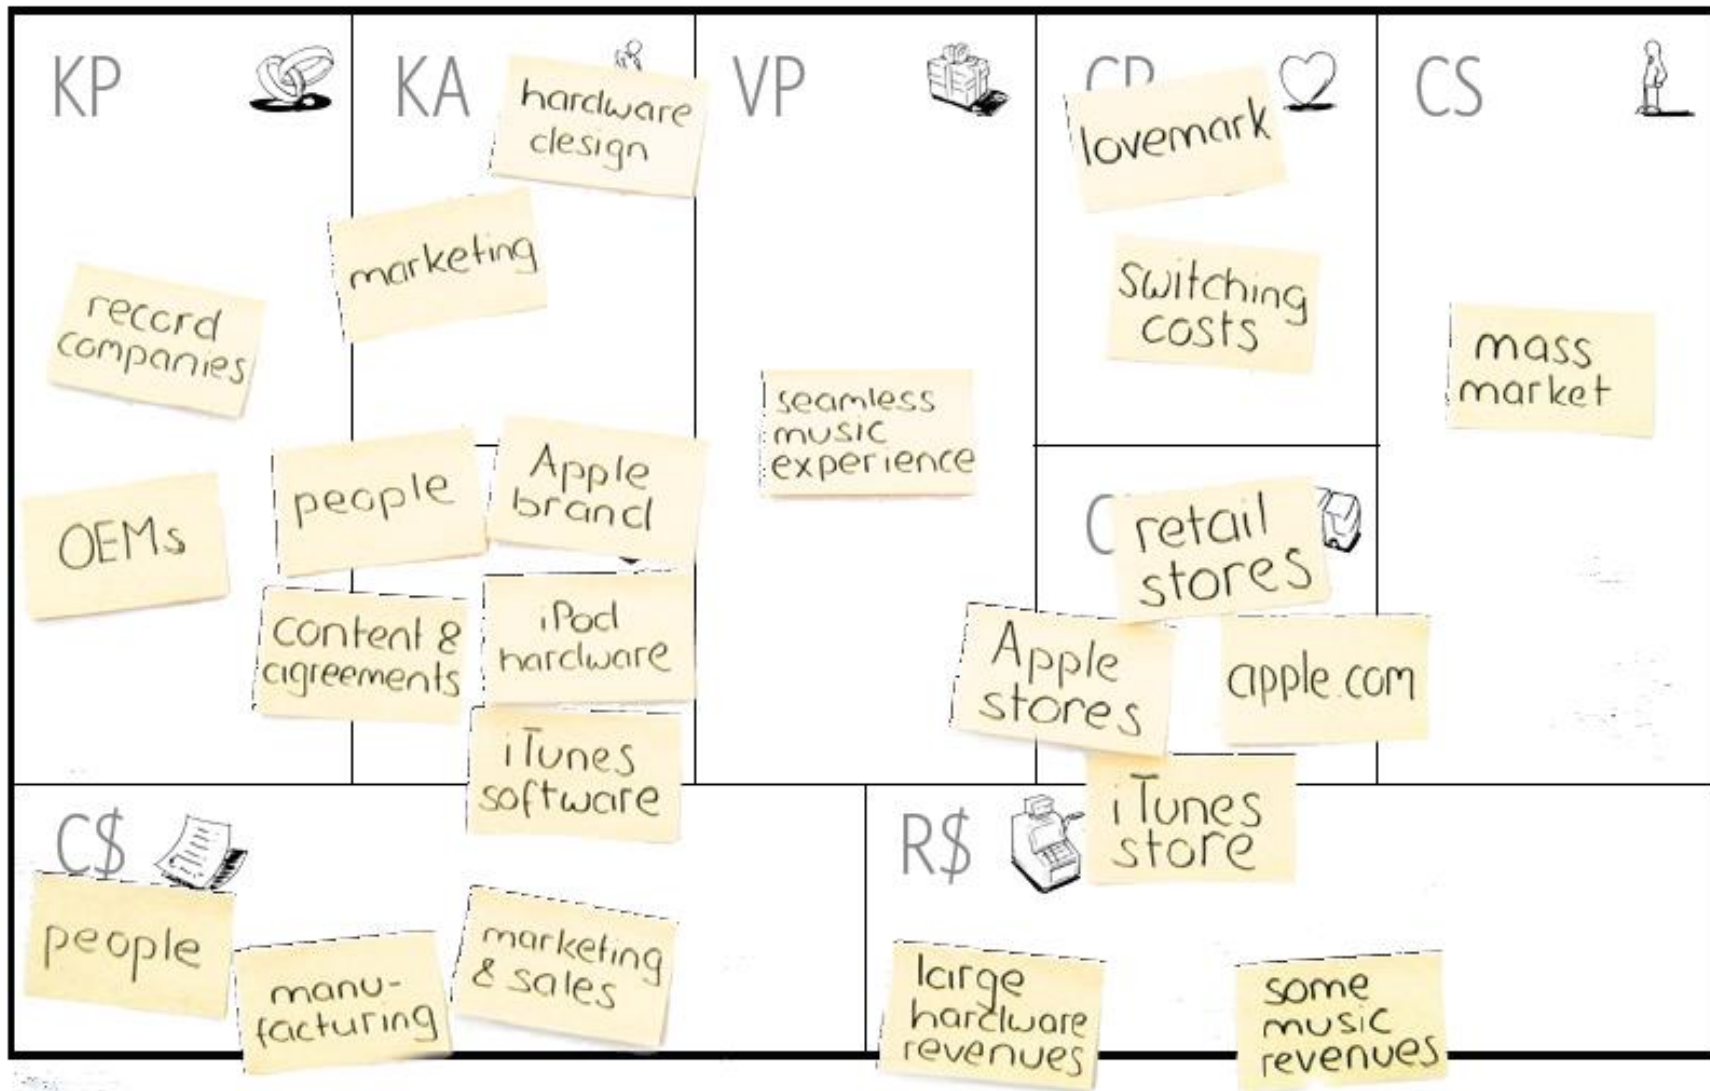 KP
record
companies
OEMs
KA
hardware
design
marketing
people
Apple
brand
content &
agreements
iPod
hardware
iTunes
software
VP
seamless
music
experience
CR
lovemark
switching
costs
C
retail
stores
Apple
stores
apple.com
iTunes
store
CS
mass
market
C$
people
manu-
facturing
marketing
& sales
R$
large
hardware
revenues
some
music
revenues